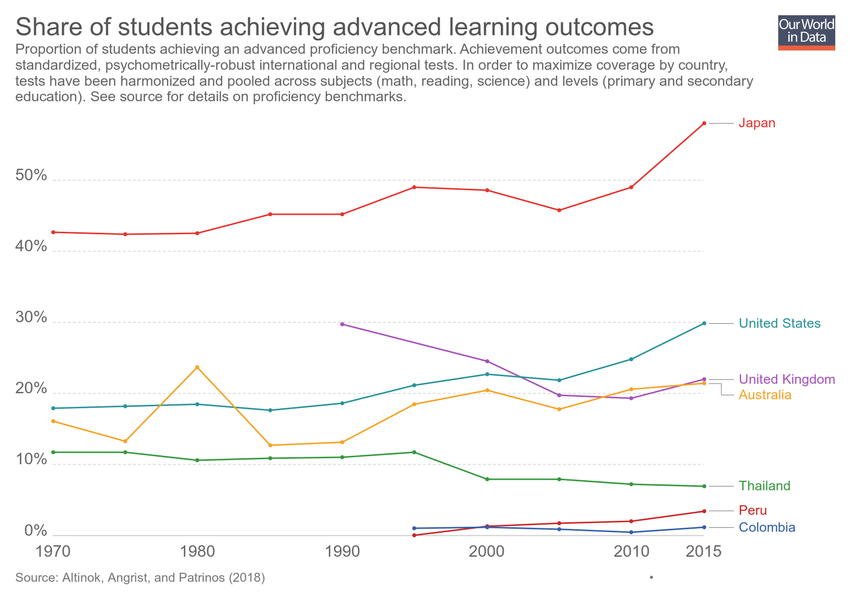 Share of students achieving advanced learning outcomes
Our World
in Data
Proportion of students achieving an advanced proficiency benchmark. Achievement outcomes come from
standardized, psychometrically-robust international and regional tests. In order to maximize coverage by country,
tests have been harmonized and pooled across subjects (math, reading, science) and levels (primary and secondary
education). See source for details on proficiency benchmarks.
Japan
50%
40%
30%
United States
20%
United Kingdom
Australia
10%
Thailand
Peru
Colombia
0%
1970 1980 1990 2000 2010 2015
Source: Altinok, Angrist, and Patrinos (2018)